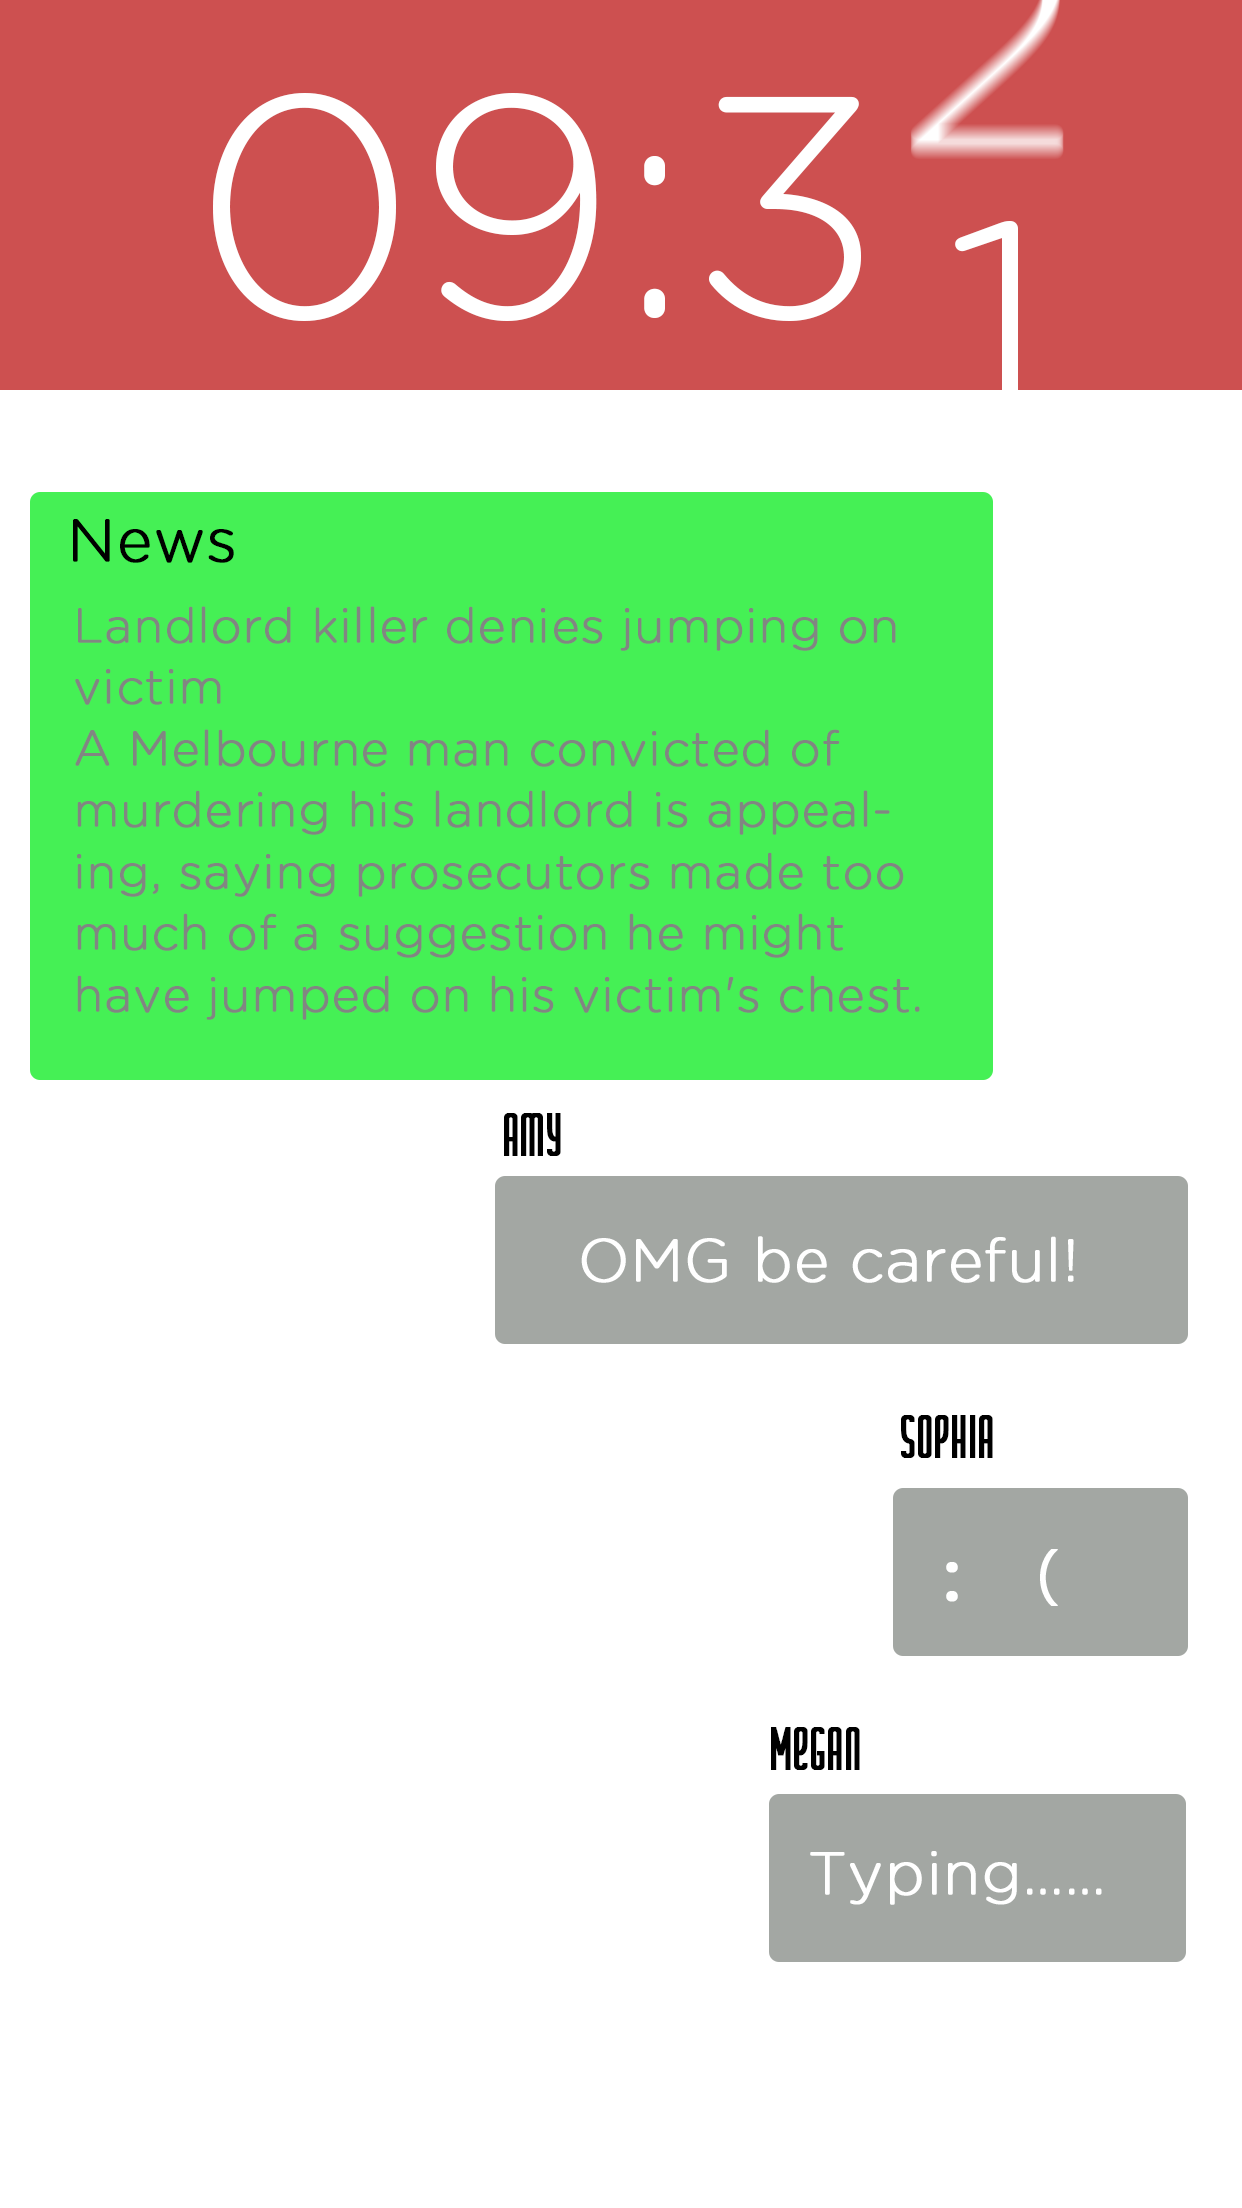 09:3
2
1
News
Landlord killer denies jumping on
victim
A Melbourne man convicted of
murdering his landlord is appeal-
ing, saying prosecutors made too
much of a suggestion he might
have jumped on his victim's chest.
AMY
OMG be careful!
SOPHIA
: (
MeGAN
Typing......